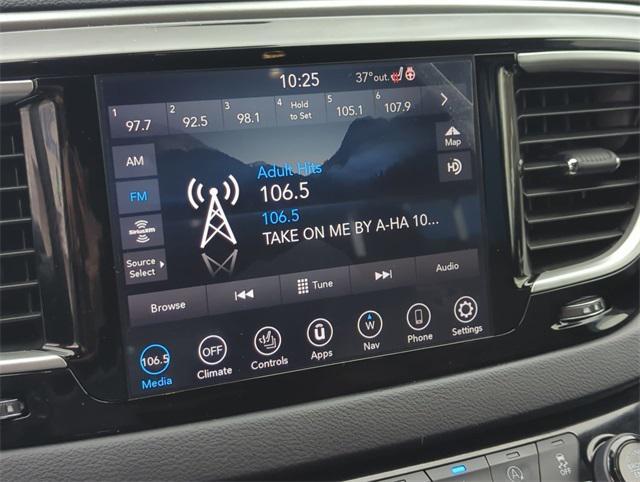 10:25 37° out.
1 97.7 2 92.5 3 98.1 4 Hold to Set 5 105.1 6 107.9
AM
Map
FM
Adult Hits
106.5
106.5
TAKE ON ME BY A-HA 10...
SiriusXM
Source Select
Browse Tune Audio
106.5 OFF W
Media Climate Controls Apps Nav Phone Settings